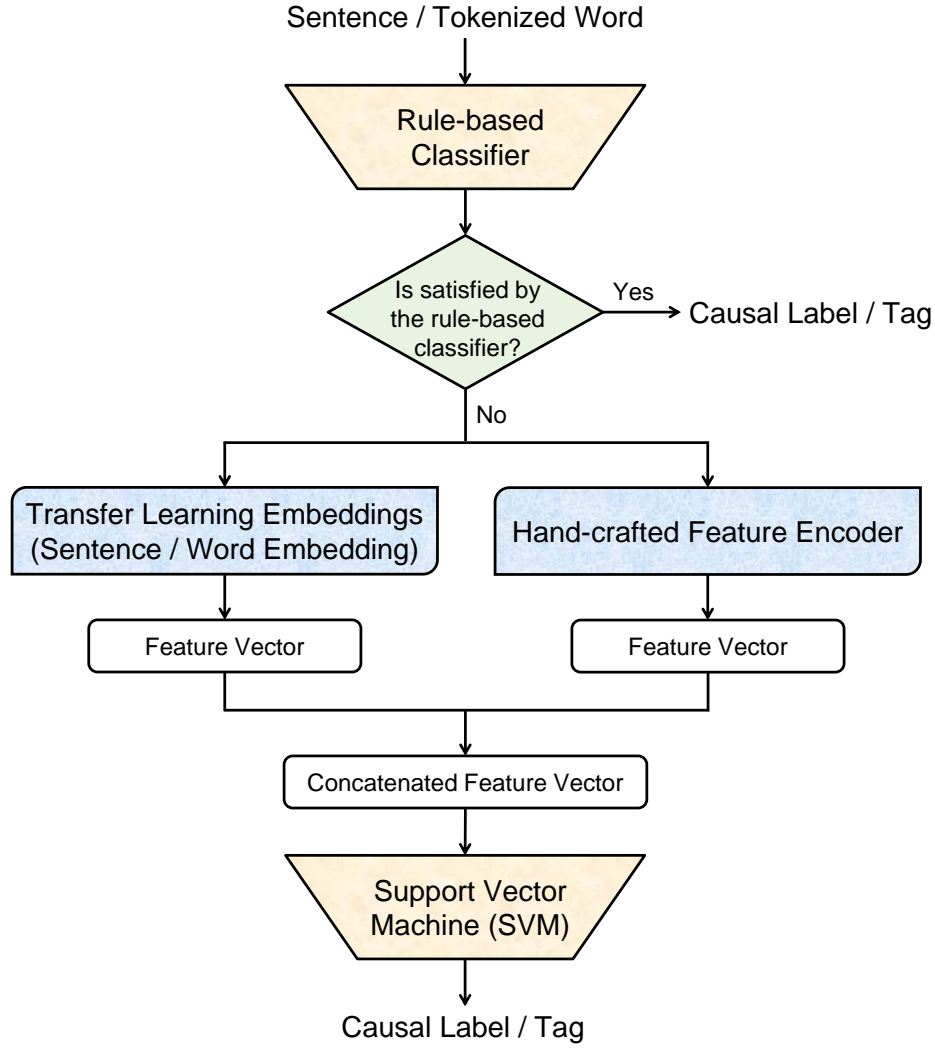 Sentence / Tokenized Word
Rule-based
Classifier
Is satisfied by
the rule-based
classifier?
Yes
Causal Label / Tag
No
Transfer Learning Embeddings
(Sentence / Word Embedding)
Hand-crafted Feature Encoder
Feature Vector
Feature Vector
Concatenated Feature Vector
Support Vector
Machine (SVM)
Causal Label / Tag